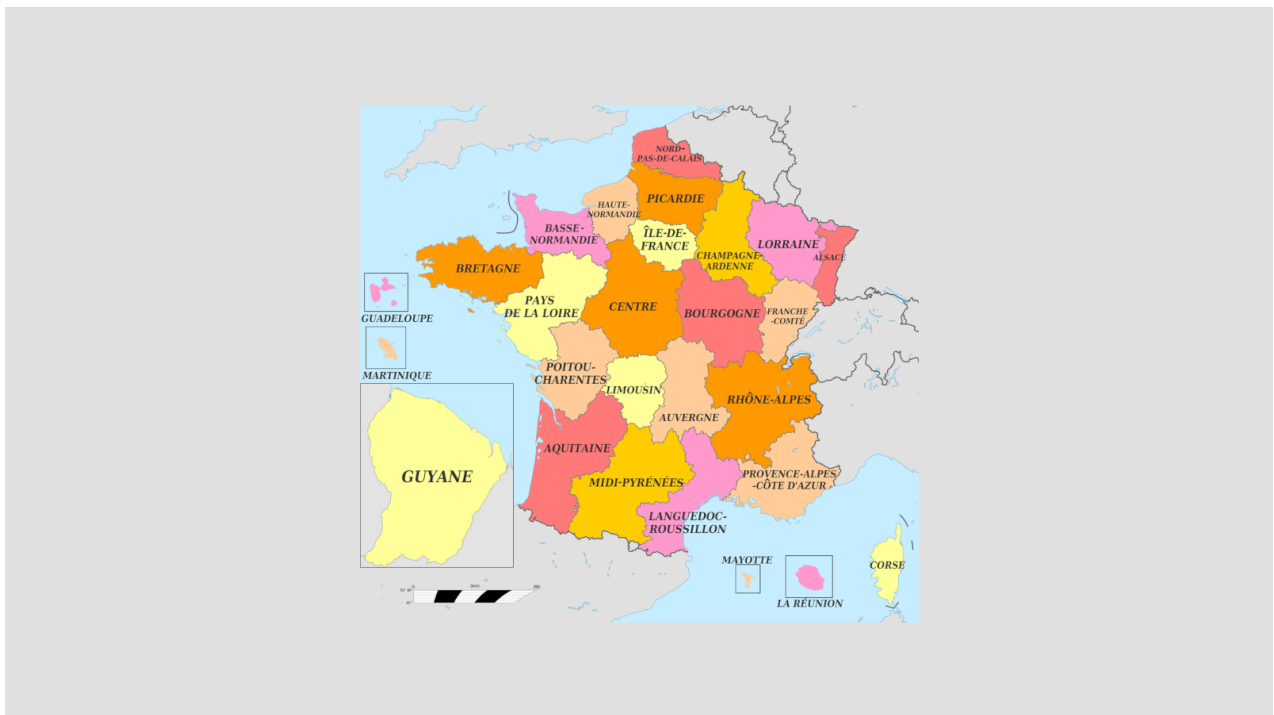 NORD-
PAS-DE-CALAIS
PICARDIE
HAUTE-
NORMANDIE
BASSE-
NORMANDIE
ÎLE-DE-
FRANCE
LORRAINE
CHAMPAGNE-
ARDENNE
ALSACE
BRETAGNE
PAYS
DE LA LOIRE
CENTRE
BOURGOGNE
FRANCHE
-COMTÉ
GUADELOUPE
MARTINIQUE
POITOU-
CHARENTES
LIMOUSIN
AUVERGNE
RHÔNE-ALPES
AQUITAINE
MIDI-PYRÉNÉES
PROVENCE-ALPES
-CÔTE D'AZUR
GUYANE
LANGUEDOC-
ROUSSILLON
MAYOTTE
LA RÉUNION
CORSE